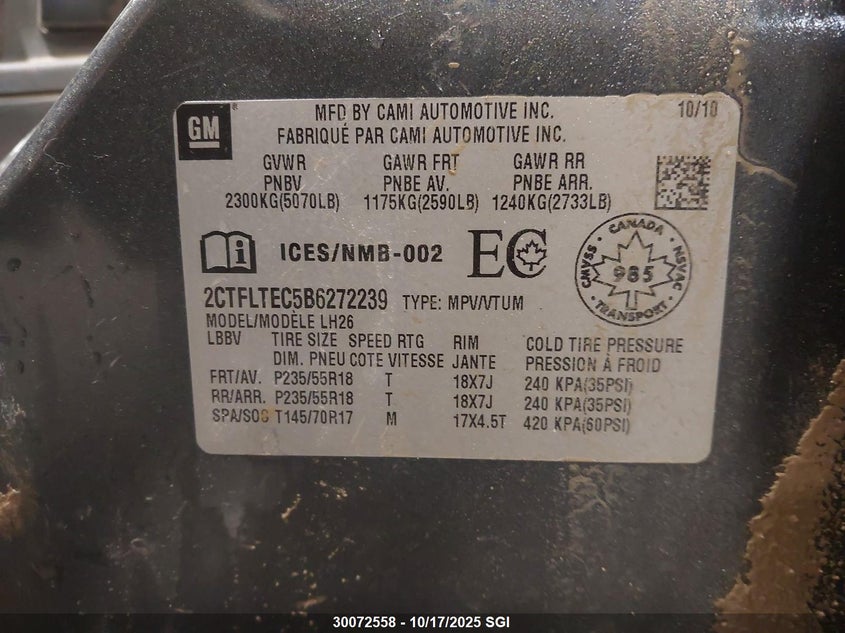 GM
MFD BY CAMI AUTOMOTIVE INC. 10/10
FABRIQUÉ PAR CAMI AUTOMOTIVE INC.
GVWR GAWR FRT GAWR RR
PNBV PNBE AV. PNBE ARR.
2300KG(5070LB) 1175KG(2590LB) 1240KG(2733LB)
ICES/NMB-002 EC
CANADA
CMVSS 985 NSVAC
TRANSPORT
2CTFLTEC5B6272239 TYPE: MPV/VTUM
MODEL/MODÈLE LH26
LBBV TIRE SIZE SPEED RTG RIM COLD TIRE PRESSURE
DIM. PNEU COTE VITESSE JANTE PRESSION À FROID
FRT/AV. P235/55R18 T 18X7J 240 KPA(35PSI)
RR/ARR. P235/55R18 T 18X7J 240 KPA(35PSI)
SPA/SOS T145/70R17 M 17X4.5T 420 KPA(60PSI)
30072558 - 10/17/2025 SGI